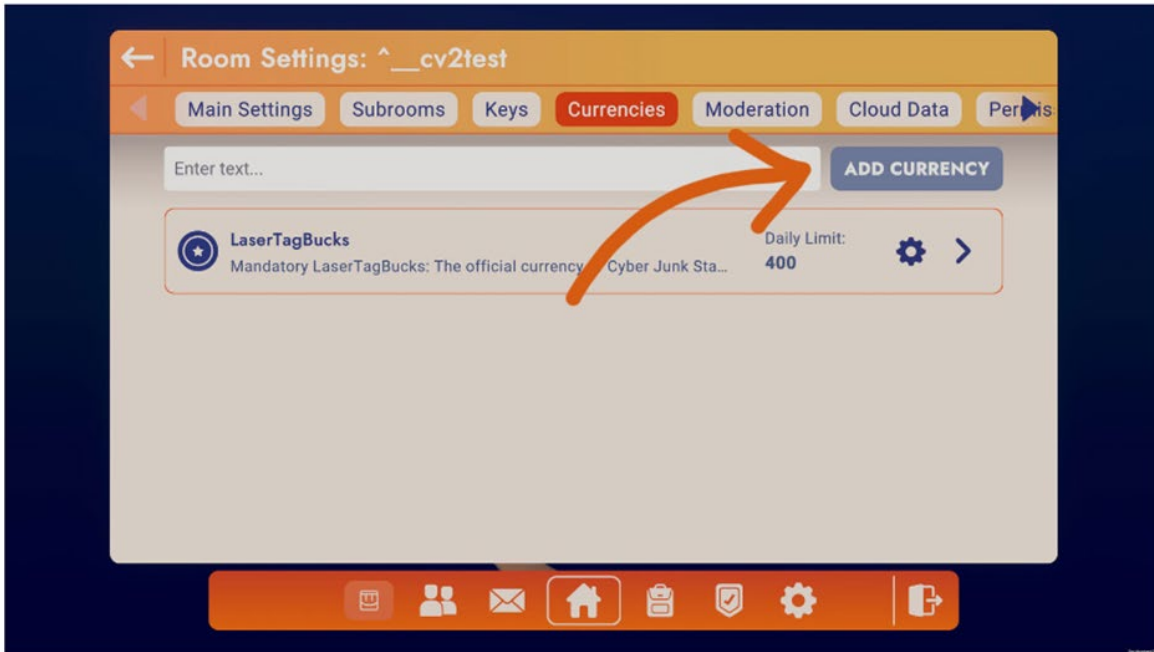 Room Settings: ^__cv2test
Main Settings Subrooms Keys Currencies Moderation Cloud Data
Enter text... ADD CURRENCY
LaserTagBucks
Mandatory LaserTagBucks: The official currency Cyber Junk Sta...
Daily Limit:
400